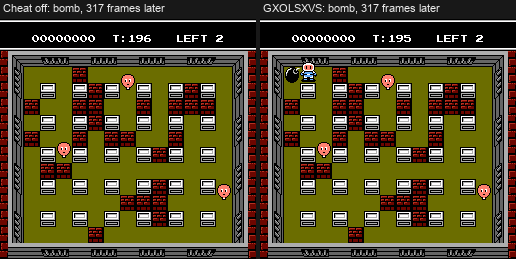 Cheat off: bomb, 317 frames later
GXOLSXVS: bomb, 317 frames later
00000000 T:196 LEFT 2
00000000 T:195 LEFT 2